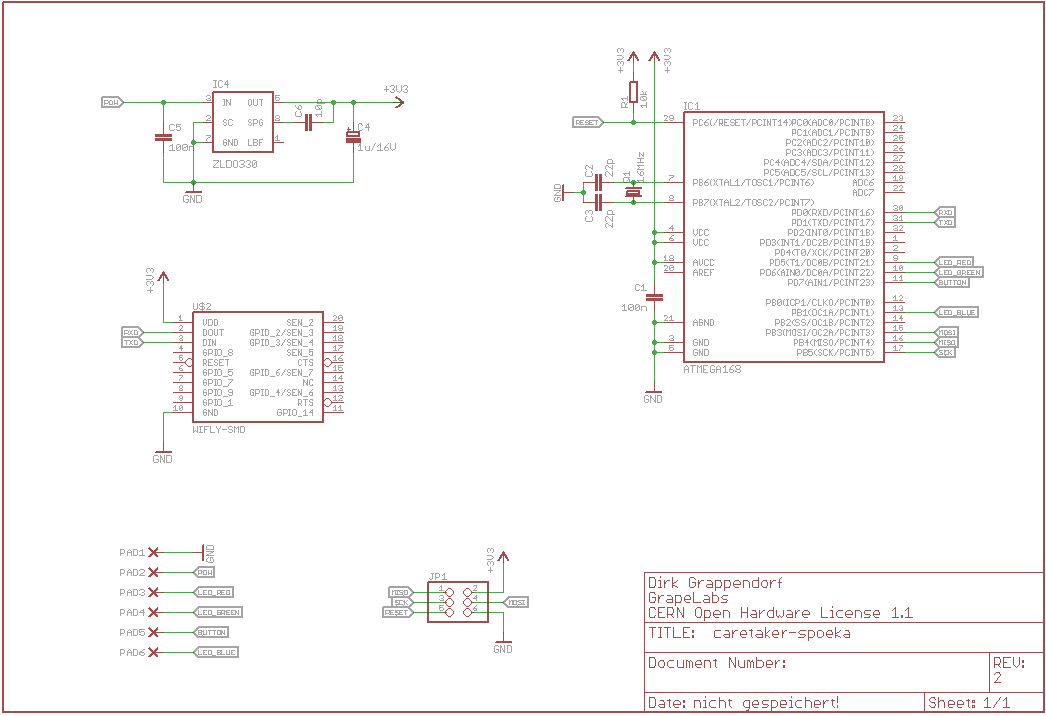 IC4
POW
3 IN OUT 5
2 SC SPG 8
7 GND LBF 1
ZLDO330
C5
100n
C6
10p
+3V3
C4
1u/16V
GND
+3V3
+3V3
R1
10k
RESET
IC1
29 PC6(/RESET/PCINT14) PC0(ADC0/PCINT8) 23
PC1(ADC1/PCINT9) 24
PC2(ADC2/PCINT10) 25
PC3(ADC3/PCINT11) 26
PC4(ADC4/SDA/PCINT12) 27
PC5(ADC5/SCL/PCINT13) 28
7 PB6(XTAL1/TOSC1/PCINT6) ADC6 19
ADC7 22
8 PB7(XTAL2/TOSC2/PCINT7)
PD0(RXD/PCINT16) 30 RXD
PD1(TXD/PCINT17) 31 TXD
4 VCC PD2(INT0/PCINT18) 32
6 VCC PD3(INT1/OC2B/PCINT19) 1
PD4(T0/XCK/PCINT20) 2
18 AVCC PD5(T1/OC0B/PCINT21) 9 LED_RED
20 AREF PD6(AIN0/OC0A/PCINT22) 10 LED_GREEN
PD7(AIN1/PCINT23) 11 BUTTON
PB0(ICP1/CLKO/PCINT0) 12
PB1(OC1A/PCINT1) 13 LED_BLUE
21 AGND PB2(SS/OC1B/PCINT2) 14
PB3(MOSI/OC2A/PCINT3) 15 MOSI
3 GND PB4(MISO/PCINT4) 16 MISO
5 GND PB5(SCK/PCINT5) 17 SCK
ATMEGA168
GND
C2
22p
C3
22p
Q1
16MHz
C1
100n
GND
+3V3
U$2
1 VDD SEN_2 20
RXD 2 DOUT GPIO_2/SEN_3 19
TXD 3 DIN GPIO_3/SEN_4 18
4 GPIO_8 SEN_5 17
5 RESET CTS 16
6 GPIO_5 GPIO_6/SEN_7 15
7 GPIO_7 NC 14
8 GPIO_9 GPIO_4/SEN_6 13
9 GPIO_1 RTS 12
10 GND GPIO_14 11
WIFLY-SMD
GND
PAD1 GND
PAD2 POW
PAD3 LED_RED
PAD4 LED_GREEN
PAD5 BUTTON
PAD6 LED_BLUE
+3V3
JP1
MISO 1 2
SCK 3 4 MOSI
RESET 5 6
GND
Dirk Grappendorf
GrapeLabs
CERN Open Hardware License 1.1
TITLE: caretaker-spoeka
Document Number:
REV:
2
Date: nicht gespeichert!
Sheet: 1/1